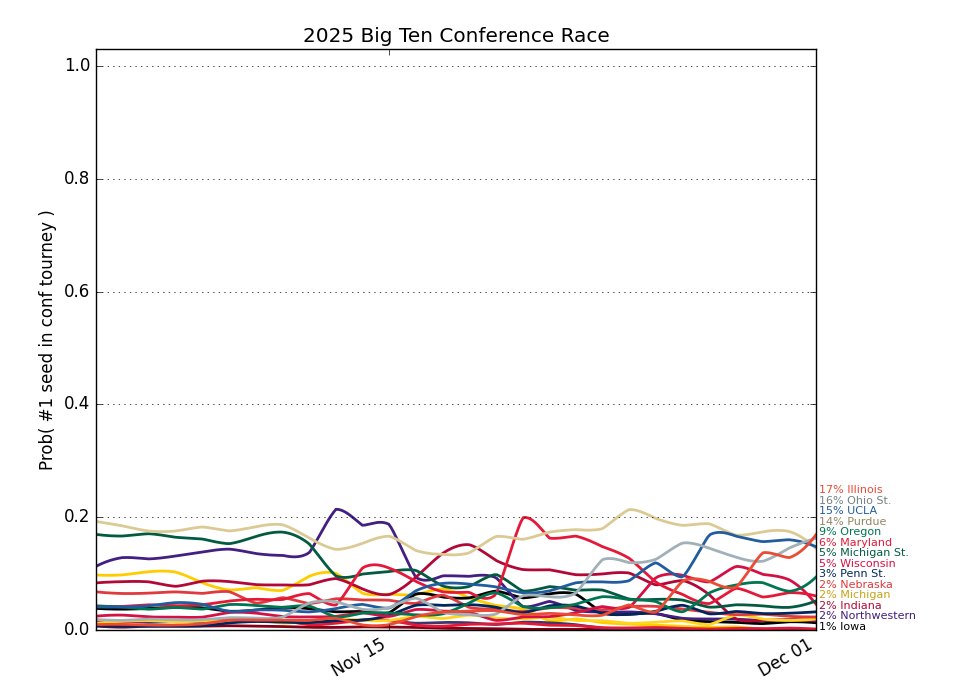 2025 Big Ten Conference Race
1.0
0.8
0.6
0.4
0.2
0.0
Prob( #1 seed in conf tourney )
Nov 15
Dec 01
17% Illinois
16% Ohio St.
15% UCLA
14% Purdue
9% Oregon
6% Maryland
5% Michigan St.
5% Wisconsin
3% Penn St.
2% Nebraska
2% Michigan
2% Indiana
2% Northwestern
1% Iowa